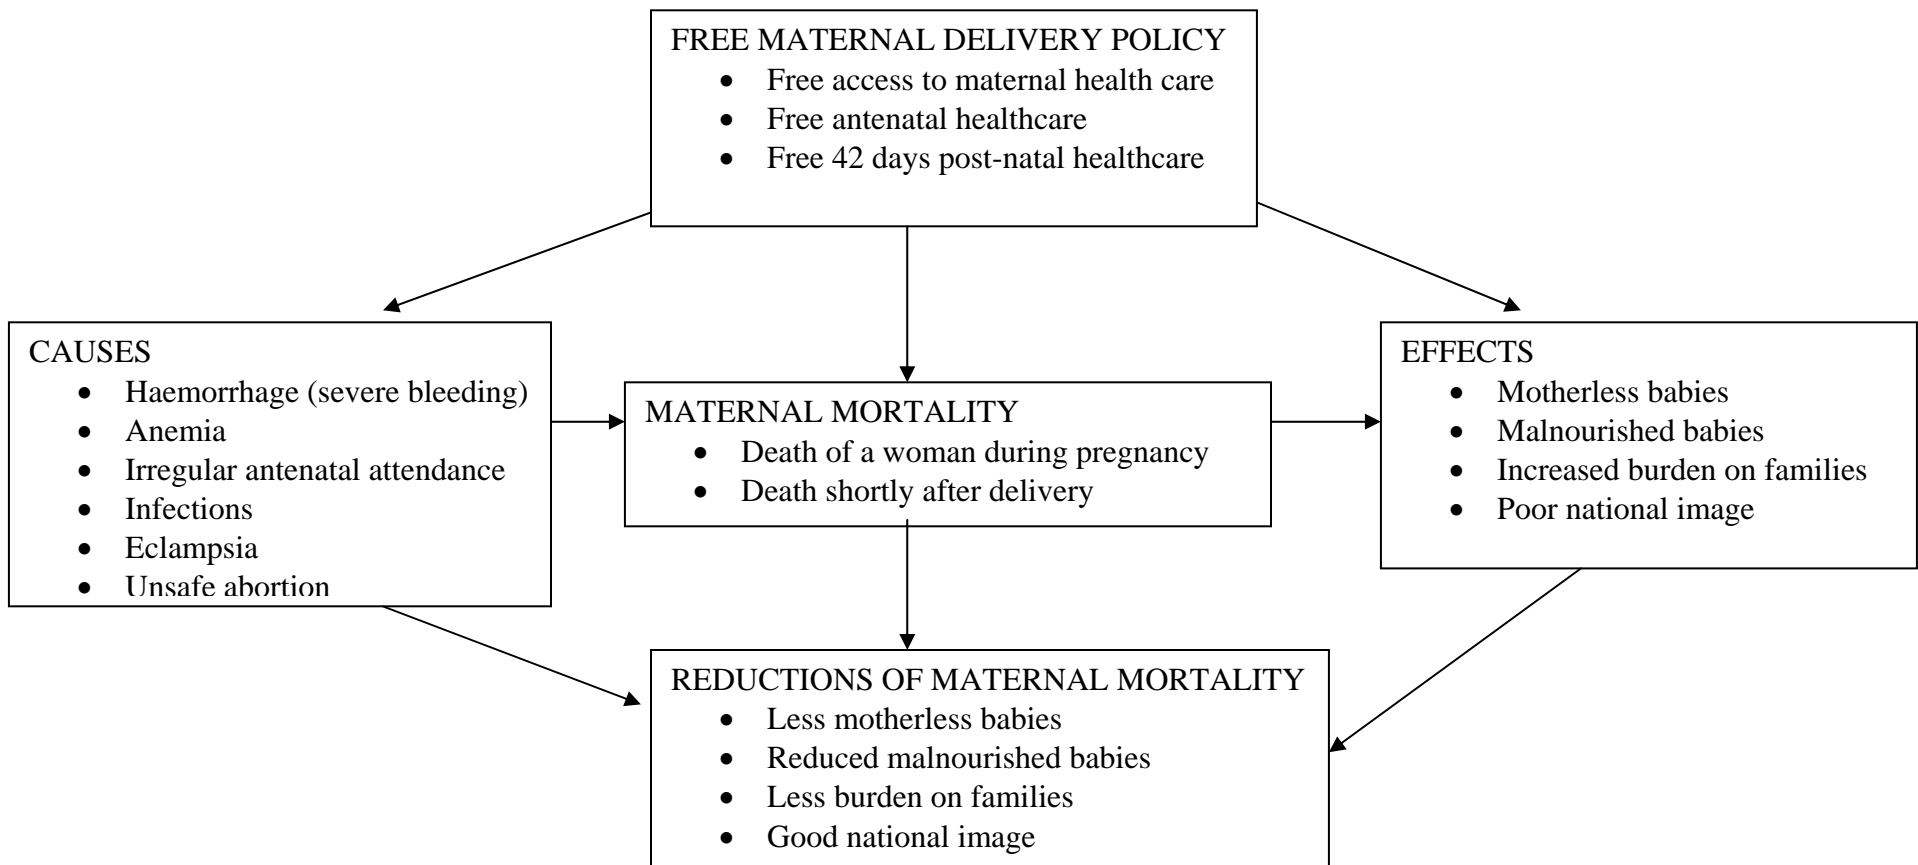 FREE MATERNAL DELIVERY POLICY
• Free access to maternal health care
• Free antenatal healthcare
• Free 42 days post-natal healthcare
CAUSES
• Haemorrhage (severe bleeding)
• Anemia
• Irregular antenatal attendance
• Infections
• Eclampsia
• Unsafe abortion
MATERNAL MORTALITY
• Death of a woman during pregnancy
• Death shortly after delivery
EFFECTS
• Motherless babies
• Malnourished babies
• Increased burden on families
• Poor national image
REDUCTIONS OF MATERNAL MORTALITY
• Less motherless babies
• Reduced malnourished babies
• Less burden on families
• Good national image